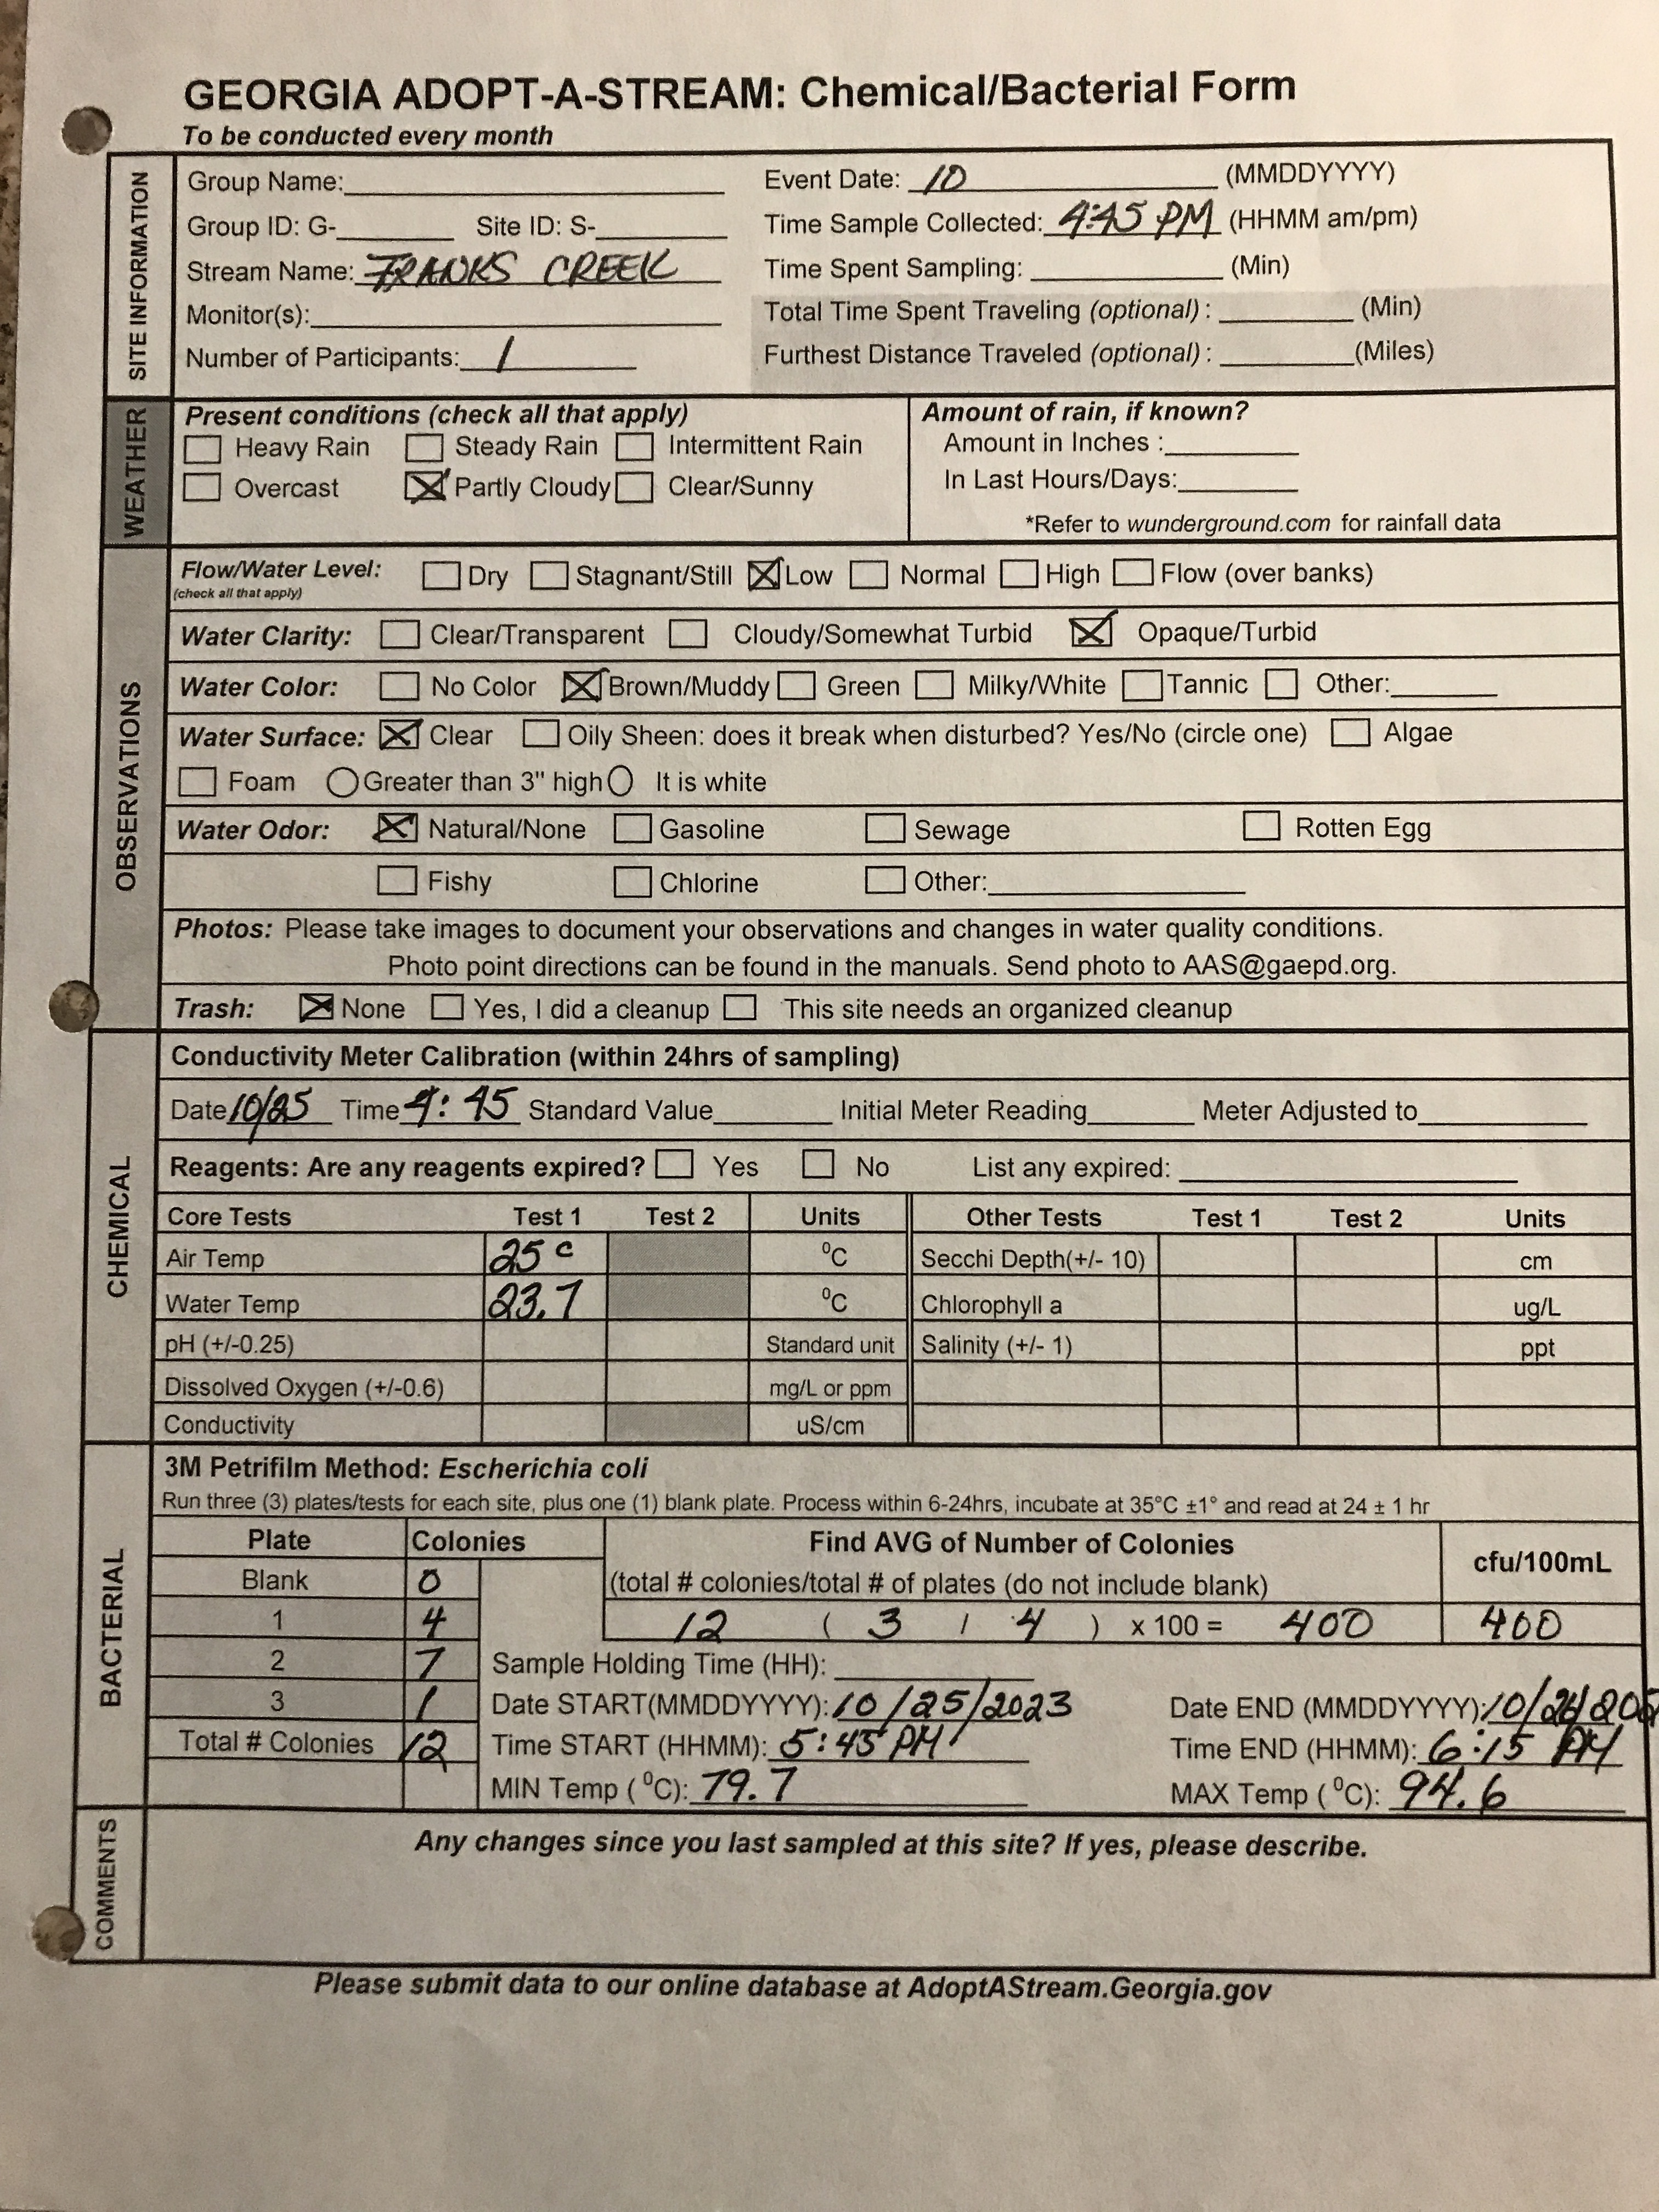 GEORGIA ADOPT-A-STREAM: Chemical/Bacterial Form
To be conducted every month
SITE INFORMATION
Group Name: Event Date: 10 (MMDDYYYY)
Group ID: G- Site ID: S- Time Sample Collected: 4:45 PM (HHMM am/pm)
Stream Name: FRANKS CREEK Time Spent Sampling: (Min)
Monitor(s): Total Time Spent Traveling (optional) : (Min)
Number of Participants: 1 Furthest Distance Traveled (optional) : (Miles)
WEATHER
Present conditions (check all that apply) Amount of rain, if known?
Heavy Rain Steady Rain Intermittent Rain Amount in Inches :
Overcast Partly Cloudy Clear/Sunny In Last Hours/Days:
*Refer to wunderground.com for rainfall data
OBSERVATIONS
Flow/Water Level: Dry Stagnant/Still Low Normal High Flow (over banks)
(check all that apply)
Water Clarity: Clear/Transparent Cloudy/Somewhat Turbid Opaque/Turbid
Water Color: No Color Brown/Muddy Green Milky/White Tannic Other:
Water Surface: Clear Oily Sheen: does it break when disturbed? Yes/No (circle one) Algae
Foam Greater than 3" high It is white
Water Odor: Natural/None Gasoline Sewage Rotten Egg
Fishy Chlorine Other:
Photos: Please take images to document your observations and changes in water quality conditions.
Photo point directions can be found in the manuals. Send photo to AAS@gaepd.org.
Trash: None Yes, I did a cleanup This site needs an organized cleanup
CHEMICAL
Conductivity Meter Calibration (within 24hrs of sampling)
Date 10/25 Time 4:45 Standard Value Initial Meter Reading Meter Adjusted to
Reagents: Are any reagents expired? Yes No List any expired:
Core Tests Test 1 Test 2 Units Other Tests Test 1 Test 2 Units
Air Temp 25 c ºC Secchi Depth(+/- 10) cm
Water Temp 23.7 ºC Chlorophyll a ug/L
pH (+/-0.25) Standard unit Salinity (+/- 1) ppt
Dissolved Oxygen (+/-0.6) mg/L or ppm
Conductivity uS/cm
BACTERIAL
3M Petrifilm Method: Escherichia coli
Run three (3) plates/tests for each site, plus one (1) blank plate. Process within 6-24hrs, incubate at 35°C ±1° and read at 24 ± 1 hr
Plate Colonies Find AVG of Number of Colonies cfu/100mL
Blank 0 (total # colonies/total # of plates (do not include blank)
1 4 12 ( 3 / 4 ) x 100 = 400 400
2 7 Sample Holding Time (HH):
3 1 Date START(MMDDYYYY): 10/25/2023 Date END (MMDDYYYY):
Total # Colonies 12 Time START (HHMM): 5:45 PM Time END (HHMM): 6:15 PM
MIN Temp ( ºC): 79.7 MAX Temp ( ºC): 94.6
COMMENTS
Any changes since you last sampled at this site? If yes, please describe.
Please submit data to our online database at AdoptAStream.Georgia.gov